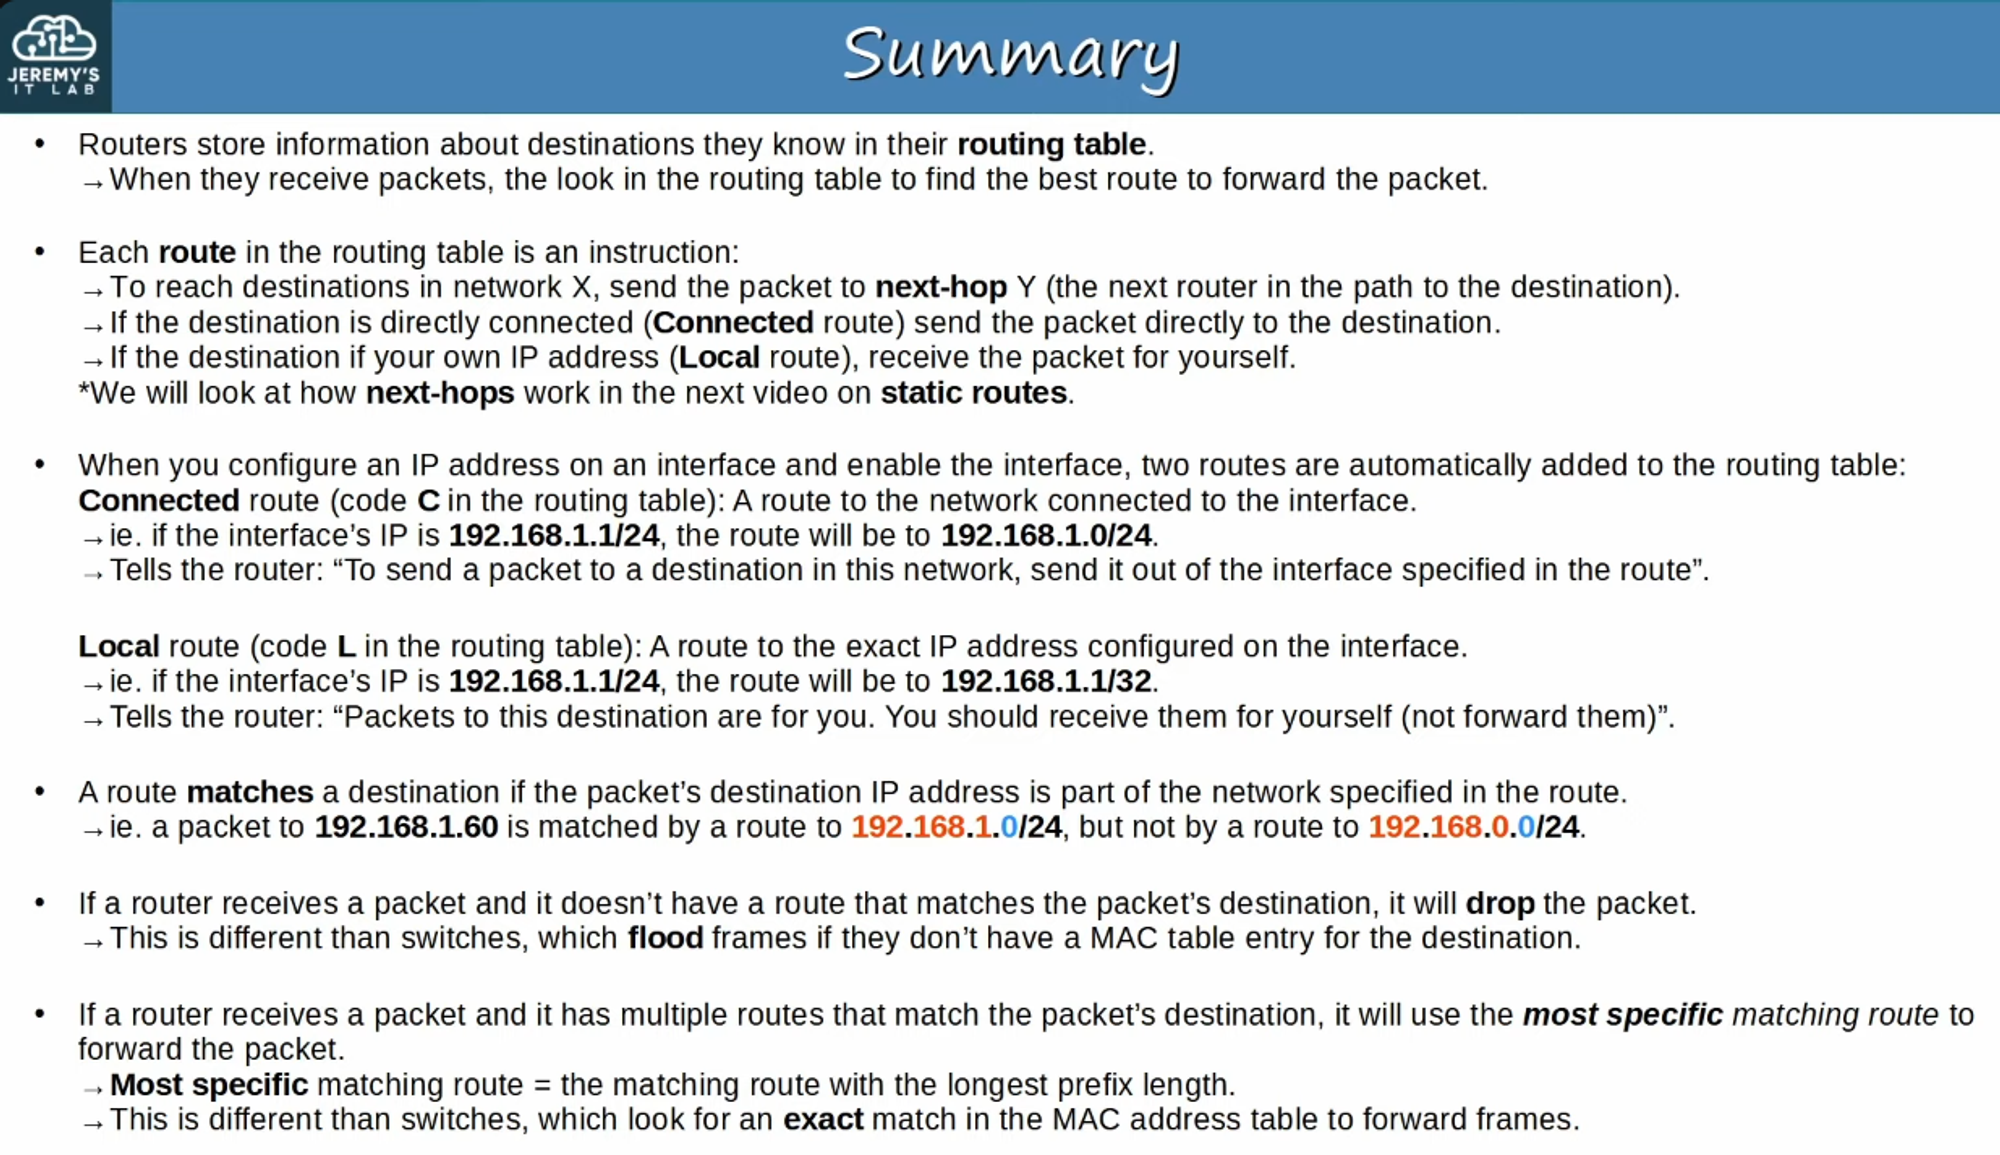 JEREMY'S
IT LAB
Summary
• Routers store information about destinations they know in their routing table.
→When they receive packets, the look in the routing table to find the best route to forward the packet.
• Each route in the routing table is an instruction:
→To reach destinations in network X, send the packet to next-hop Y (the next router in the path to the destination).
→If the destination is directly connected (Connected route) send the packet directly to the destination.
→If the destination if your own IP address (Local route), receive the packet for yourself.
*We will look at how next-hops work in the next video on static routes.
• When you configure an IP address on an interface and enable the interface, two routes are automatically added to the routing table:
Connected route (code C in the routing table): A route to the network connected to the interface.
→ie. if the interface’s IP is 192.168.1.1/24, the route will be to 192.168.1.0/24.
→Tells the router: “To send a packet to a destination in this network, send it out of the interface specified in the route”.
Local route (code L in the routing table): A route to the exact IP address configured on the interface.
→ie. if the interface’s IP is 192.168.1.1/24, the route will be to 192.168.1.1/32.
→Tells the router: “Packets to this destination are for you. You should receive them for yourself (not forward them)”.
• A route matches a destination if the packet’s destination IP address is part of the network specified in the route.
→ie. a packet to 192.168.1.60 is matched by a route to 192.168.1.0/24, but not by a route to 192.168.0.0/24.
• If a router receives a packet and it doesn’t have a route that matches the packet’s destination, it will drop the packet.
→This is different than switches, which flood frames if they don’t have a MAC table entry for the destination.
• If a router receives a packet and it has multiple routes that match the packet’s destination, it will use the most specific matching route to
forward the packet.
→Most specific matching route = the matching route with the longest prefix length.
→This is different than switches, which look for an exact match in the MAC address table to forward frames.